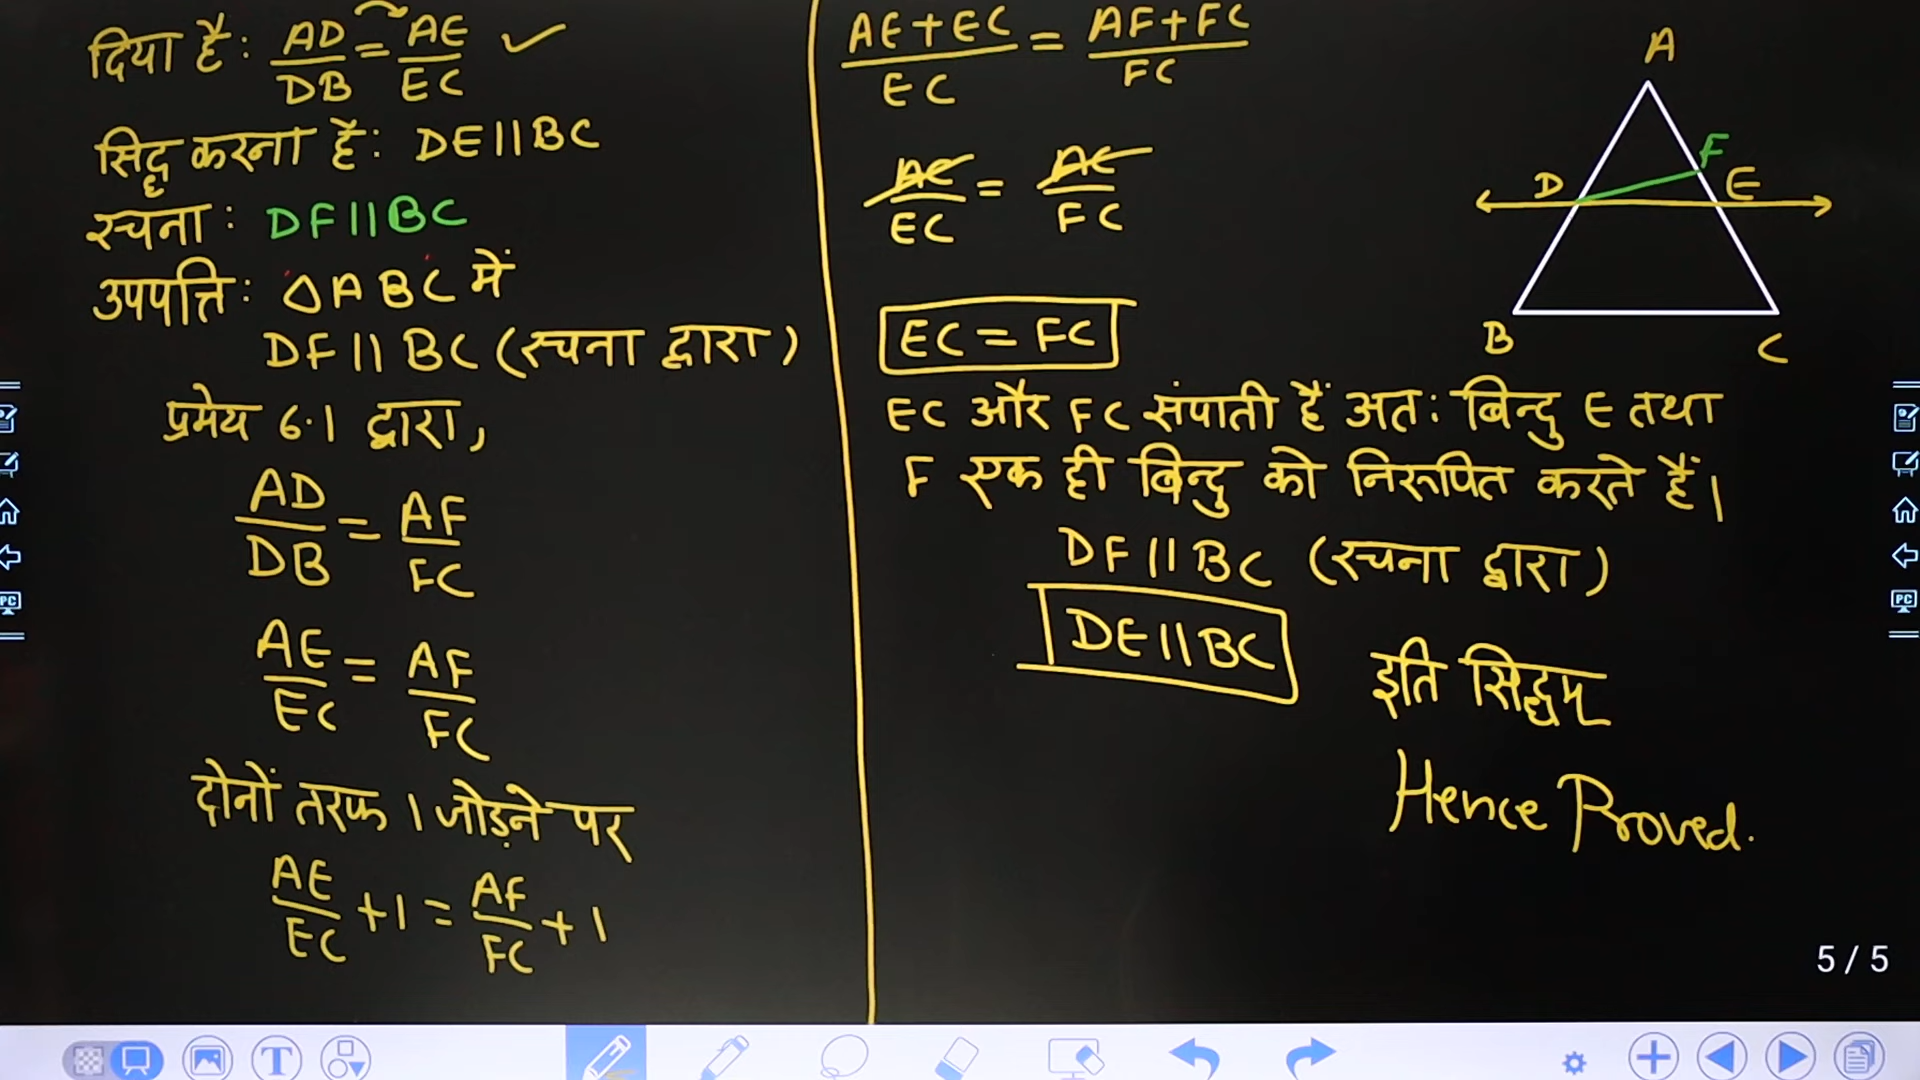 दिया है: AD/DB = AE/EC ✓
सिद्ध करना है: DE||BC
रचना: DF||BC
उपपत्ति: △ABC में
DF||BC (रचना द्वारा)
प्रमेय 6.1 द्वारा,
AD/DB = AF/FC
AE/EC = AF/FC
दोनों तरफ 1 जोड़ने पर
AE/EC + 1 = AF/FC + 1
AE+EC/EC = AF+FC/FC
AC/EC = AC/FC
EC = FC
EC और FC संपाती हैं अतः बिन्दु E तथा
F एक ही बिन्दु को निरूपित करते हैं।
DF||BC (रचना द्वारा)
DE||BC
इति सिद्धम्
Hence Proved.
A
F
D
E
B
C
5/5
T
PC
PC